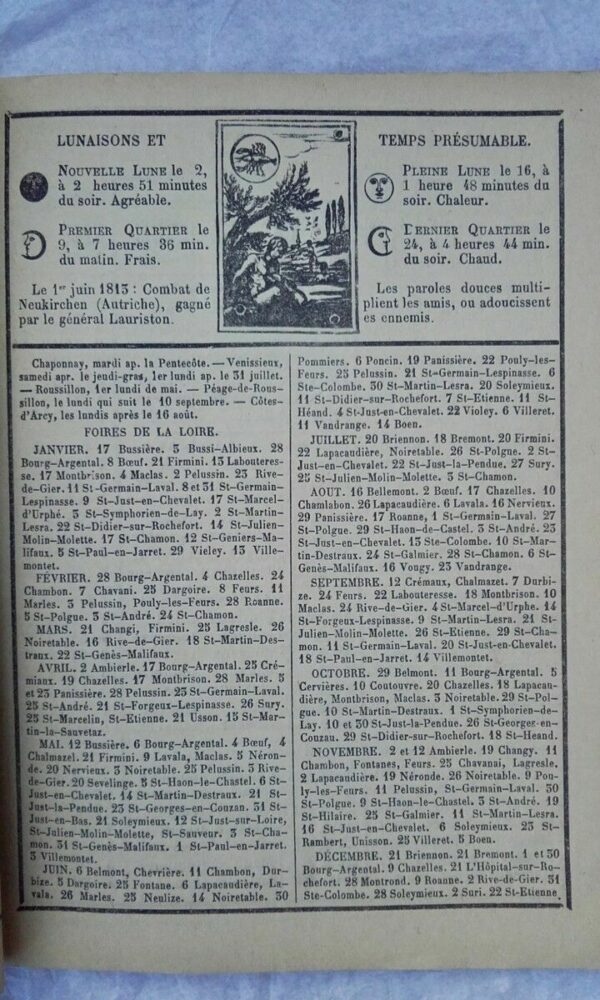 LUNAISONS ET
NOUVELLE LUNE le 2,
à 2 heures 51 minutes
du soir. Agréable.
PREMIER QUARTIER le
9, à 7 heures 36 min.
du matin. Frais.
Le 1er juin 1813 : Combat de
Neukirchen (Autriche), gagné
par le général Lauriston.
TEMPS PRÉSUMABLE.
PLEINE LUNE le 16, à
1 heure 48 minutes du
soir. Chaleur.
DERNIER QUARTIER le
24, à 4 heures 44 min.
du soir. Chaud.
Les paroles douces multi-
plient les amis, ou adoucissent
es ennemis.
Chaponnay, mardi ap. la Pentecôte. — Venissieux,
samedi apr. le jeudi-gras, 1er lundi ap. le 31 juillet.
— Roussillon, 1er lundi de mai. — Péage-de-Rous-
sillon, le lundi qui suit le 10 septembre. — Côtes-
d'Arcy, les lundis après le 16 août.
FOIRES DE LA LOIRE.
JANVIER. 17 Bussière. 3 Bussi-Albieux. 28
Bourg-Argental. 8 Bœuf. 21 Firmini. 13 Laboutere-
sse. 17 Montbrison. 4 Maclas. 2 Pelussin. 23 Rive-
de-Gier. 11 St-Germain-Laval. 8 et 31 St-Germain-
Lespinasse. 9 St-Just-en-Chevalet. 17 St-Marcel-
d'Urphé. 3 St-Symphorien-de-Lay. 2 St-Martin-
Lesra. 22 St-Didier-sur-Rochefort. 14 St-Julien-
Molin-Molette. 17 St-Chamon. 12 St-Geniers-Ma-
lifaux. 5 St-Paul-en-Jarret. 29 Vieley. 13 Ville-
montet.
FÉVRIER. 28 Bourg-Argental. 4 Chazelles. 24
Chambon. 7 Chavani. 25 Dargoire. 8 Feurs. 11
Marles. 3 Pelussin, Pouly-les-Feurs. 28 Roanne.
5 St-Polgue. 3 St-André. 24 St-Chamon.
MARS. 21 Changi, Firmini. 25 Lagresle. 26
Noiretable. 16 Rive-de-Gier. 18 St-Martin-Des-
traux. 22 St-Genès-Malifaux.
AVRIL. 2 Ambierle. 17 Bourg-Argental. 25 Cré-
miaux. 19 Chazelles. 17 Montbrison. 28 Marles. 5
et 23 Panissière. 28 Pelussin. 23 St-Germain-Laval.
25 St-André. 21 St-Forgeux-Lespinasse. 26 Sury.
25 St-Marcelin, St-Etienne. 21 Usson. 15 St-Mar-
tin-la-Sauvetaz.
MAI. 12 Bussière. 6 Bourg-Argental. 4 Bœuf, 4
Chalmazel. 21 Firmini. 9 Lavala, Maclas. 5 Néron-
de. 20 Nervieux. 3 Noiretable. 25 Pelussin. 3 Rive-
de-Gier. 20 Sevelinge. 3 St-Haon-le-Chastel. 6 St-
Just-en-Chevalet. 14 St-Martin-Destraux. 21 St-
Just-la-Pendue. 23 St-Georges-en-Couzan. 31 St-
Just-en-Bas. 21 Soleymieux. 12 St-Just-sur-Loire,
St-Julien-Molin-Molette, St-Sauveur. 3 St-Cha-
mon. 31 St-Genès-Malifaux. 1 St-Paul-en-Jarret.
3 Villemontet.
JUIN. 6 Belmont, Chevrière. 11 Chambon, Dur-
bize. 5 Dargoire. 25 Fontane. 6 Lapacaudière, La-
vala. 26 Marles. 25 Neulize. 14 Noiretable. 30
Pommiers. 6 Poncin. 19 Panissière. 22 Pouly-les-
Feurs. 25 Pelussin. 21 St-Germain-Lespinasse. 6
Ste-Colombe. 30 St-Martin-Lesra. 20 Soleymieux.
11 St-Didier-sur-Rochefort. 7 St-Etienne. 11 St-
Héand. 4 St-Just-en-Chevalet. 22 Violey. 6 Villeret.
11 Vandrange. 14 Boen.
JUILLET. 20 Briennon. 18 Bremont. 20 Firmini.
22 Lapacaudière, Noiretable. 26 St-Polgue. 2 St-
Just-en-Chevalet. 22 St-Just-la-Pendue. 27 Sury.
25 St-Julien-Molin-Molette. 3 St-Chamon.
AOUT. 16 Bellemont. 2 Bœuf. 17 Chazelles. 10
Chamlabon. 26 Lapacaudière. 6 Lavala. 16 Nervieux.
29 Panissière. 17 Roanne, 1 St-Germain-Laval. 27
St-Polgue. 29 St-Haon-de-Castel. 3 St-André. 23
St-Just-en-Chevalet. 13 Ste-Colombe. 10 St-Mar-
tin-Destraux. 24 St-Galmier. 28 St-Chamon. 6 St-
Genès-Malifaux. 16 Vougy. 23 Vandrange.
SEPTEMBRE. 12 Crémaux, Chalmazet. 7 Durbi-
ze. 24 Feurs. 22 Labouteresse. 18 Montbrison. 10
Maclas. 24 Rive-de-Gier. 4 St-Marcel-d'Urphe. 14
St-Forgeux-Lespinasse. 9 St-Martin-Lesra. 21 St-
Julien-Molin-Molette. 26 St-Etienne. 29 St-Cha-
mon. 11 St-Germain-Laval. 20 St-Just-en-Chevalet.
18 St-Paul-en-Jarret. 14 Villemontet.
OCTOBRE. 29 Belmont. 11 Bourg-Argental. 5
Cervières. 10 Coutouvre. 20 Chazelles. 18 Lapacau-
dière, Montbrison, Maclas. 3 Noiretable. 29 St-Pol-
gue. 10 St-Martin-Destraux. 1 St-Symphorien-de-
Lay. 10 et 30 St-Just-la-Pendue. 26 St-Georges-en-
Couzau. 29 St-Didier-sur-Rochefort. 18 St-Heand.
NOVEMBRE. 2 et 12 Ambierle. 19 Changy. 11
Chambon, Fontanes, Feurs. 25 Chavanai, Lagresle.
2 Lapacaudière. 19 Néronde. 26 Noiretable. 9 Pou-
ly-les-Feurs. 11 Pelussin, St-Germain, Laval. 30
St-Polgue. 9 St-Haon-le-Chastel. 3 St-André. 19
St-Hilaire. 25 St-Galmier. 11 St-Martin-Lesra.
16 St-Just-en-Chevalet. 6 Soleymieux. 23 St-
Rambert, Unisson. 25 Villeret. 5 Boen.
DÉCEMBRE. 21 Briennon. 21 Bremont. 1 et 30
Bourg-Argental. 9 Chazelles. 21 L'Hôpital-sur-Ro-
chefort. 28 Montrond. 9 Roanne. 2 Rive-de-Gier. 31
Ste-Colombe. 28 Soleymieux. 2 Suri. 22 St-Etienne